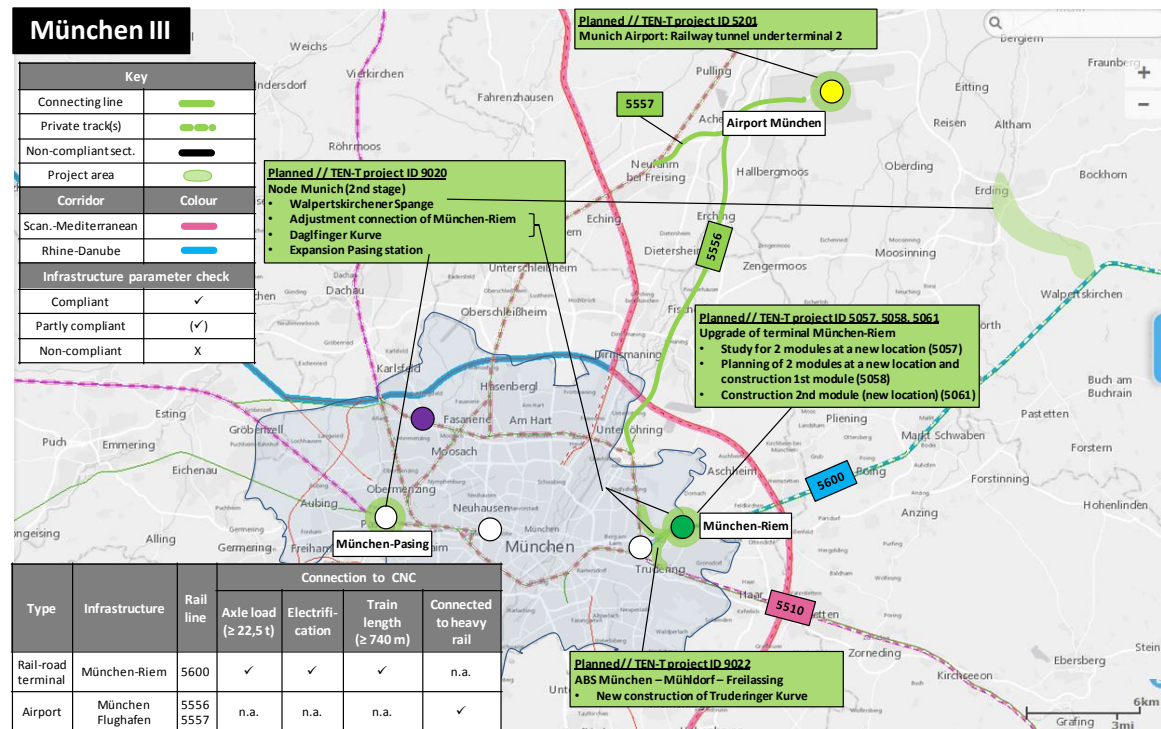 München III
Key
Connecting line
Private track(s)
Non-compliant sect.
Project area
Corridor Colour
Scan.-Mediterranean
Rhine-Danube
Infrastructure parameter check
Compliant ✓
Partly compliant (✓)
Non-compliant X
Planned // TEN-T project ID 5201
Munich Airport: Railway tunnel under terminal 2
Planned // TEN-T project ID 9020
Node Munich (2nd stage)
• Walpertskirchener Spange
• Adjustment connection of München-Riem
• Daglfinger Kurve
• Expansion Pasing station
Planned // TEN-T project ID 5057, 5058, 5061
Upgrade of terminal München-Riem
• Study for 2 modules at a new location (5057)
• Planning of 2 modules at a new location and
construction 1st module (5058)
• Construction 2nd module (new location) (5061)
Planned // TEN-T project ID 9022
ABS München – Mühldorf – Freilassing
• New construction of Truderinger Kurve
5557
5556
5600
5510
Airport München
München-Riem
München-Pasing
Weichs
Vierkirchen
Fahrenzhausen
Röhrmoos
Pulling
Berglern
Fraunberg
Eitting
Reisen
Altham
Oberding
Bockhorn
Erding
Hallbergmoos
Neufahrn
bei Freising
Eching
Erching
Dietersheim
Zengermoos
Moosinning
Neuching
Walpertskirchen
Unterschleißheim
Oberschleißheim
Dachau
Karlsfeld
Hasenbergl
Dirnismaning
Fasanerie
Am Hart
Moosach
Unterföhring
Aschheim
Pliening
Markt Schwaben
Poing
Buch am
Buchrain
Pastetten
Forstern
Forstinning
Hohenlinden
Anzing
Esting
Gröbenzell
Puch
Emmering
Eichenau
Alling
Germering
Germering
Freiham
Aubing
Obermenzing
Neuhausen
München
Trudering
Haar
Zorneding
Kirchseeon
Ebersberg
Grafing
6km
3mi
Type Infrastructure Rail line Connection to CNC
Axle load (≥ 22,5 t) Electrifi-cation Train length (≥ 740 m) Connected to heavy rail
Rail-road terminal München-Riem 5600 ✓ ✓ ✓ n.a.
Airport München Flughafen 5556 5557 n.a. n.a. n.a. ✓